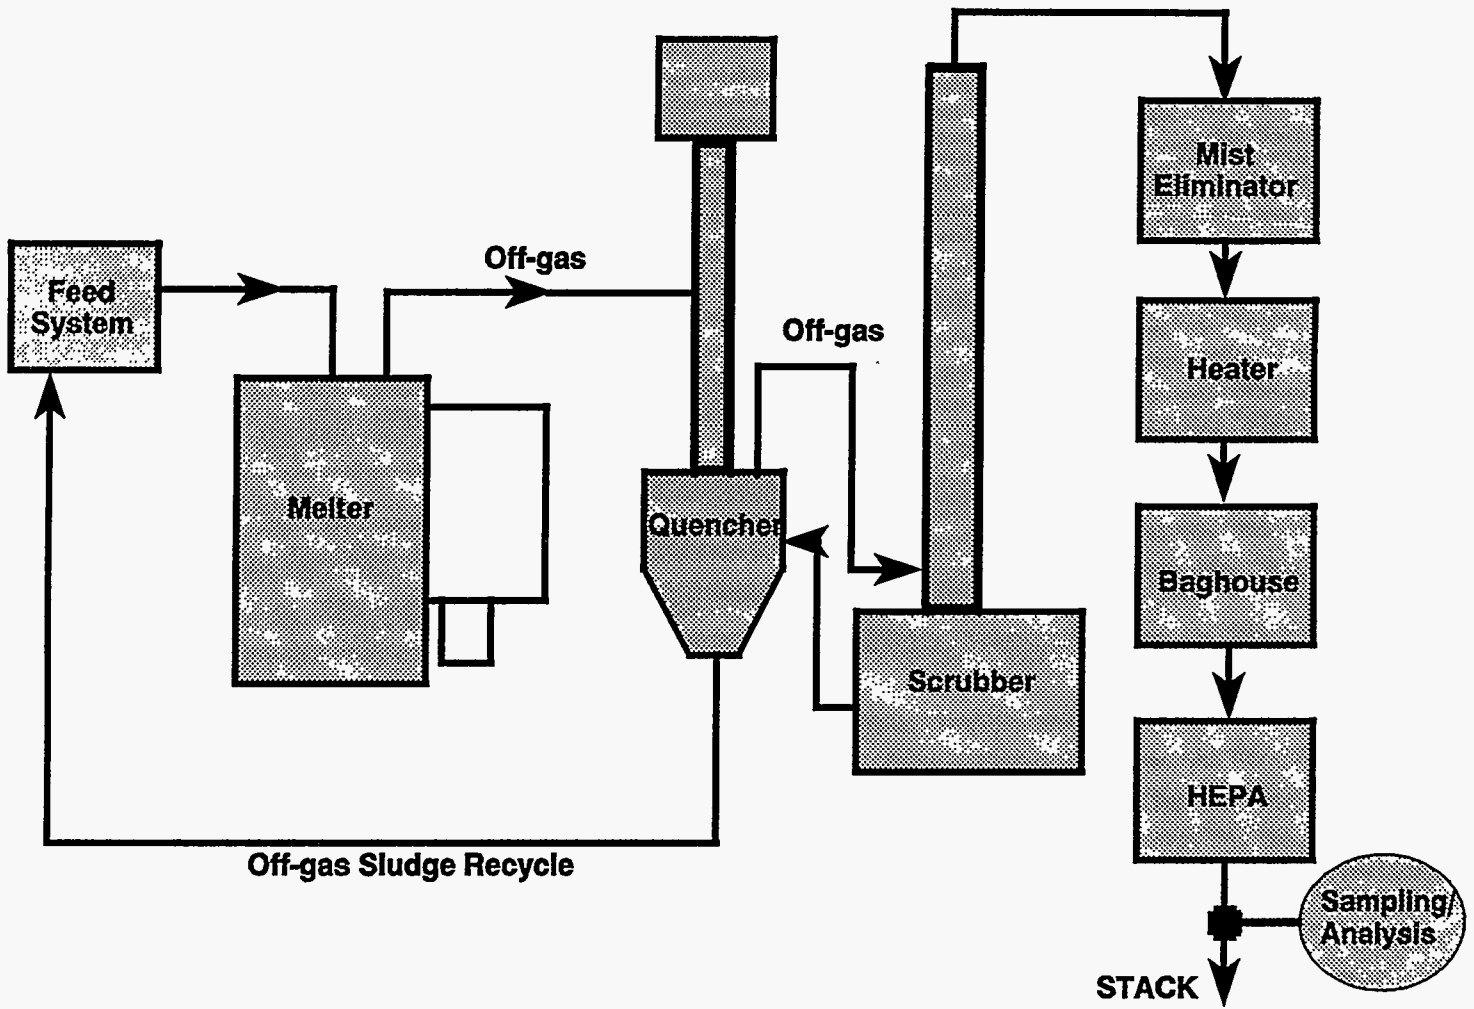 Mist
Eliminator
Off-gas
Feed
System
Off-gas
Heater
Melter
Quencher
Baghouse
Scrubber
HEPA
Off-gas Sludge Recycle
Sampling/
Analysis
STACK